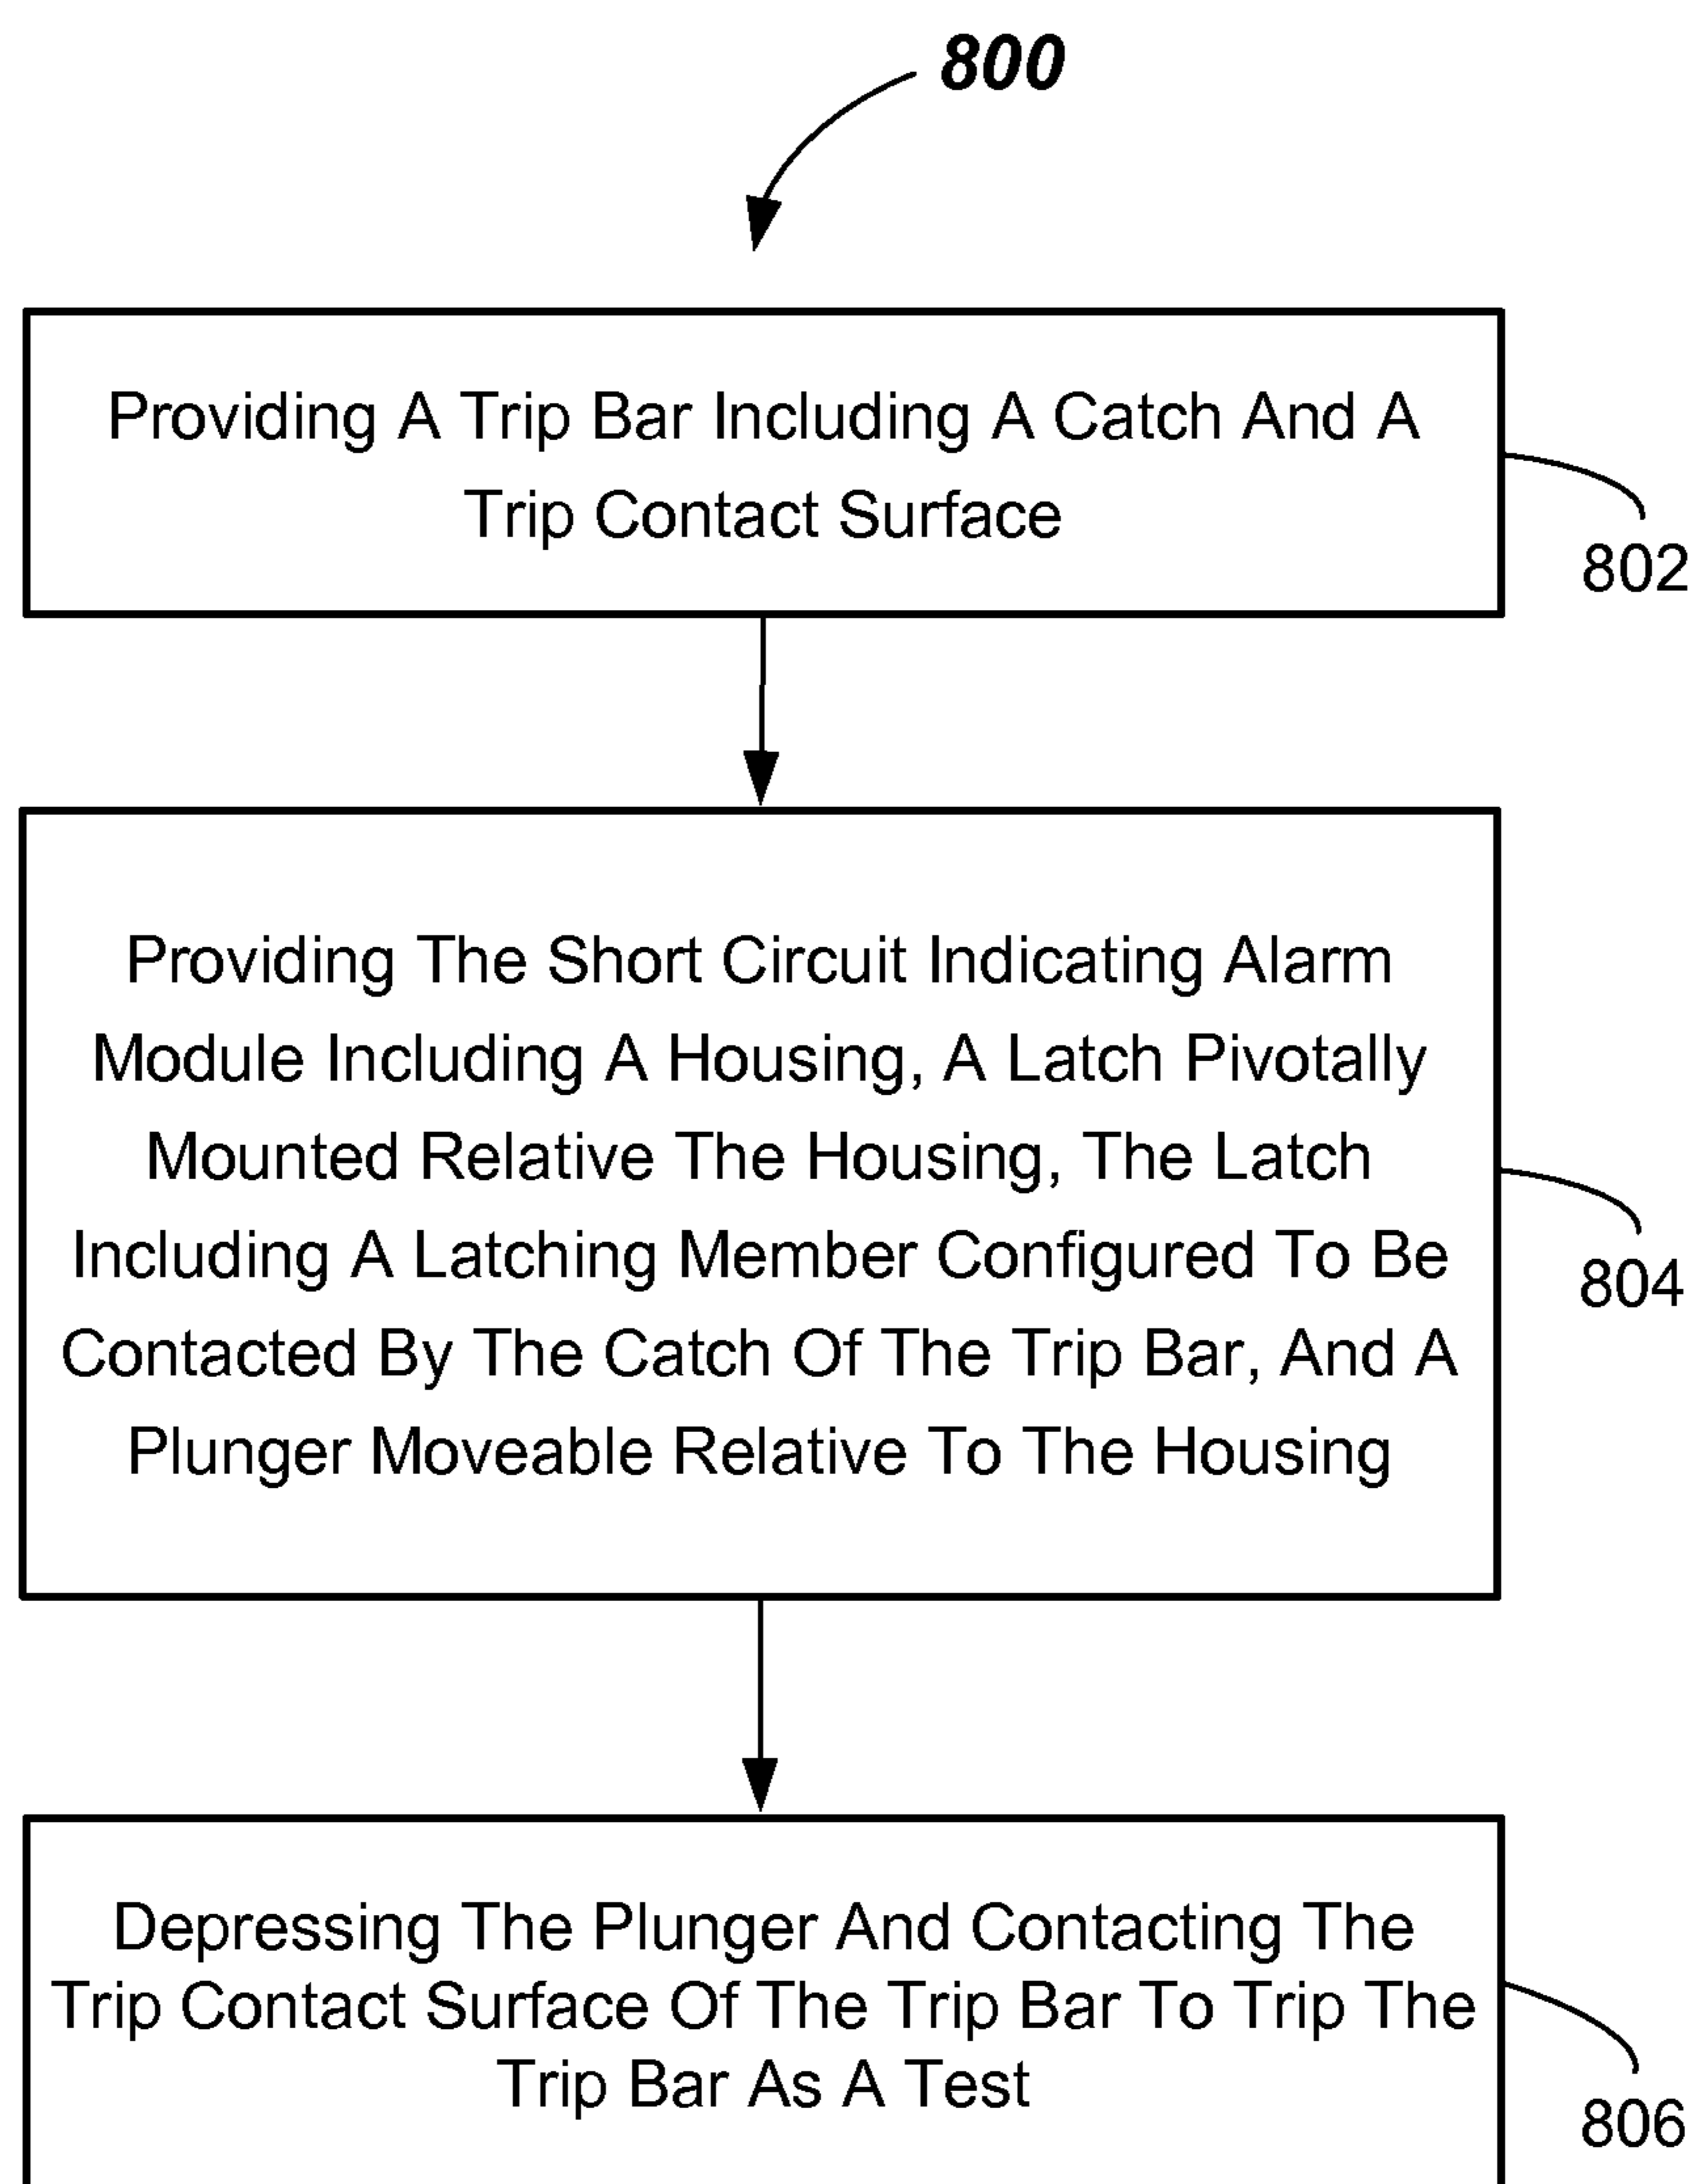 800
Providing A Trip Bar Including A Catch And A
Trip Contact Surface
802
Providing The Short Circuit Indicating Alarm
Module Including A Housing, A Latch Pivotally
Mounted Relative The Housing, The Latch
Including A Latching Member Configured To Be
Contacted By The Catch Of The Trip Bar, And A
Plunger Moveable Relative To The Housing
804
Depressing The Plunger And Contacting The
Trip Contact Surface Of The Trip Bar To Trip The
Trip Bar As A Test
806